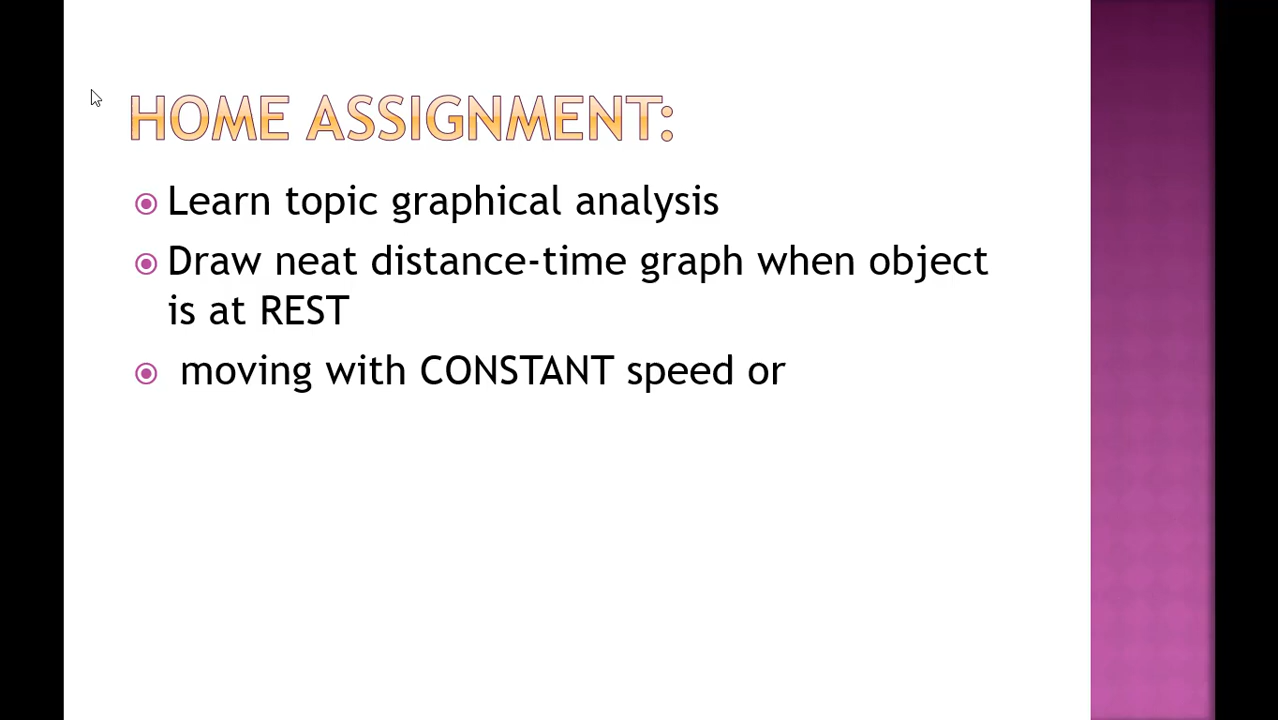 HOME ASSIGNMENT:
Learn topic graphical analysis
Draw neat distance-time graph when object
is at REST
moving with CONSTANT speed or